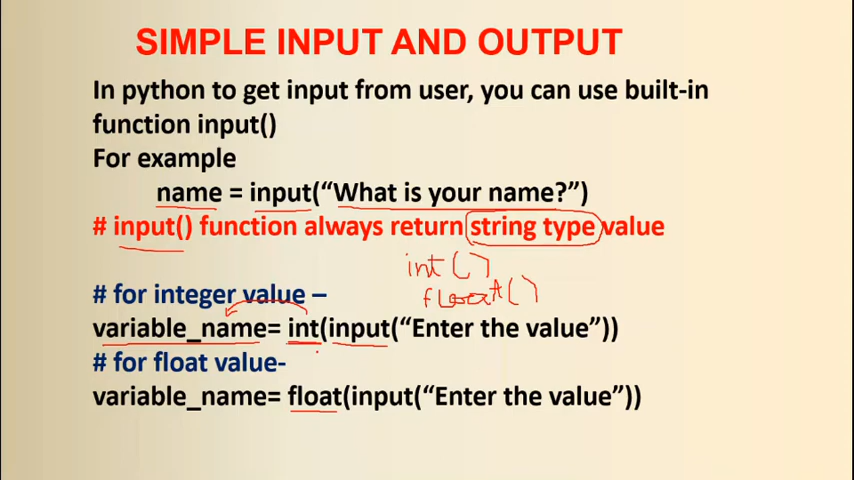 SIMPLE INPUT AND OUTPUT
In python to get input from user, you can use built-in
function input()
For example
name = input(“What is your name?”)
# input() function always return string type value
int()
float()
# for integer value –
variable_name= int(input(“Enter the value”))
# for float value-
variable_name= float(input(“Enter the value”))